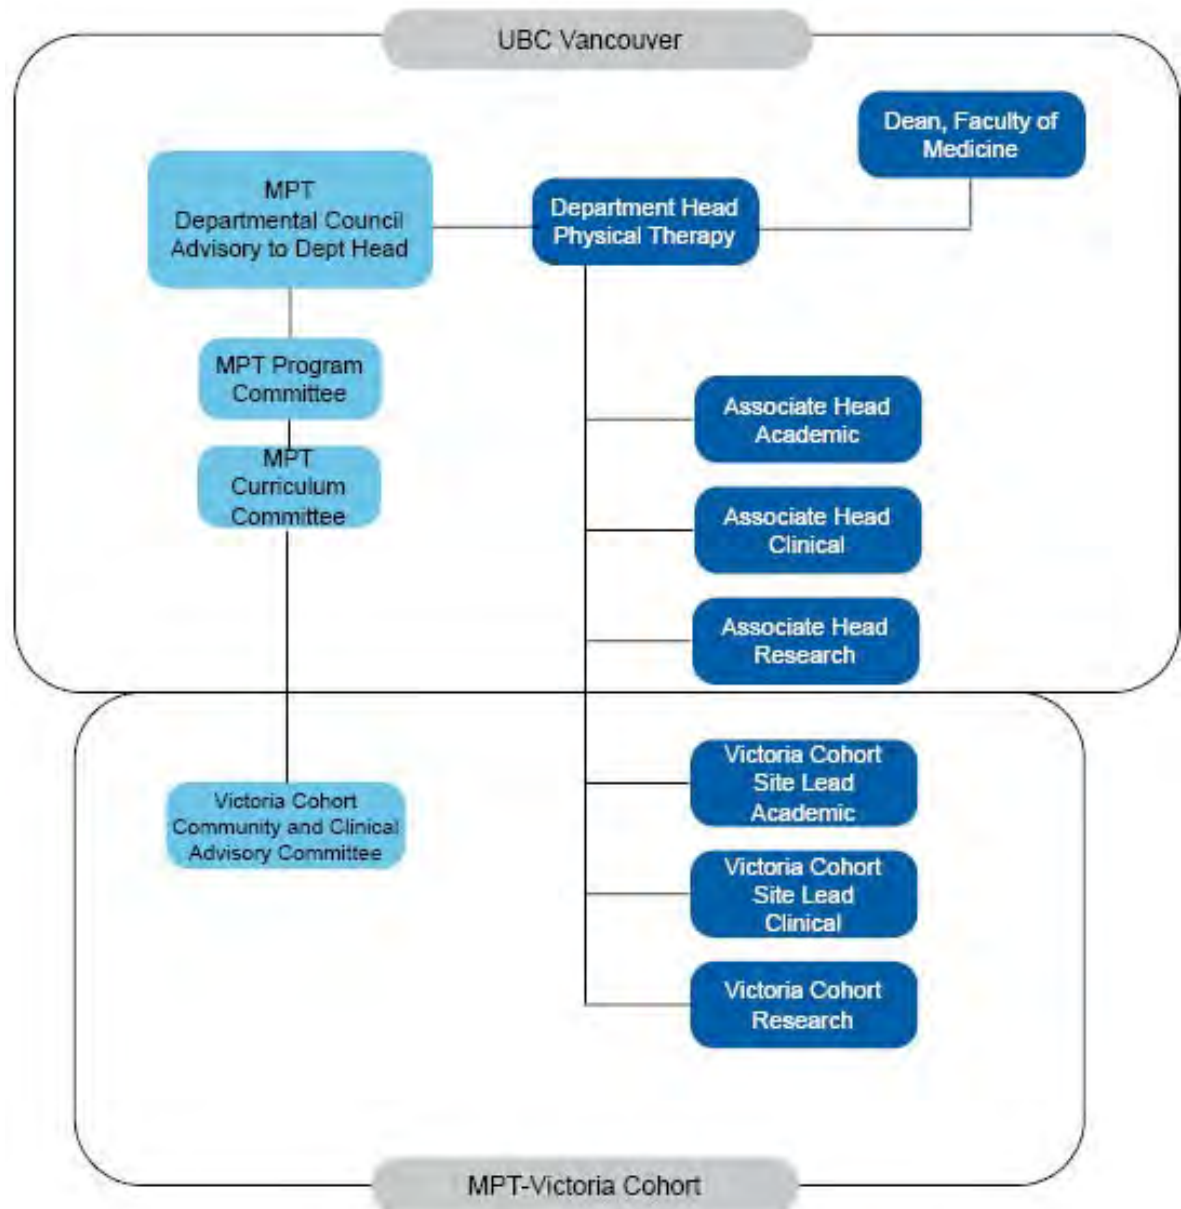 UBC Vancouver
Dean, Faculty of
Medicine
MPT
Departmental Council
Advisory to Dept Head
Department Head
Physical Therapy
MPT Program
Committee
MPT
Curriculum
Committee
Associate Head
Academic
Associate Head
Clinical
Associate Head
Research
Victoria Cohort
Community and Clinical
Advisory Committee
Victoria Cohort
Site Lead
Academic
Victoria Cohort
Site Lead
Clinical
Victoria Cohort
Research
MPT-Victoria Cohort